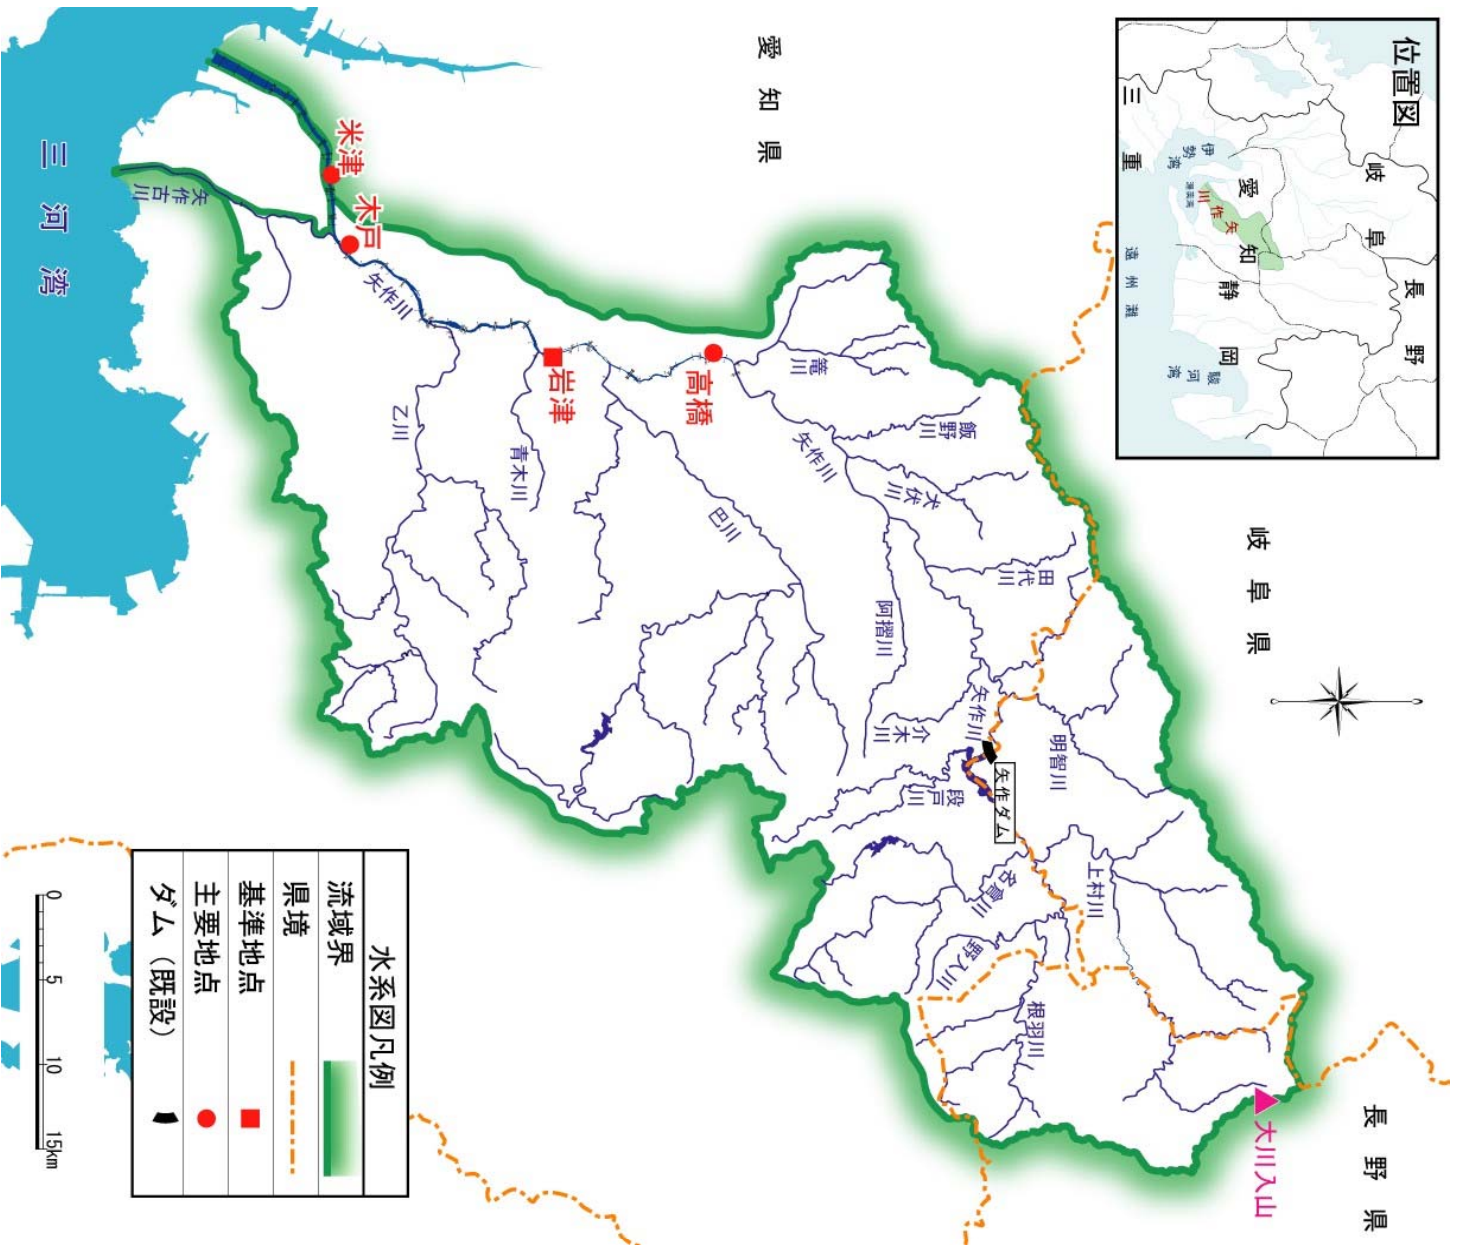 位置図
岐阜
長野
愛知
静岡
三重
伊勢湾
渥美湾
遠州灘
駿河湾
矢作川
愛知県
岐阜県
長野県
三河湾
米津
木戸
岩津
高橋
矢作古川
矢作川
乙川
青木川
巴川
篭川
矢作川
飯野川
犬伏川
田代川
阿摺川
介木川
矢作川
矢作ダム
明智川
段戸川
名倉川
上村川
野入川
根羽川
大川入山
水系図凡例
流域界
県境
基準地点
主要地点
ダム（既設）
0 5 10 15km